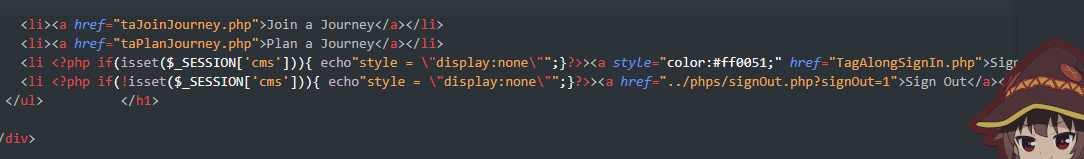 <li><a href="taJoinJourney.php">Join a Journey</a></li>
<li><a href="taPlanJourney.php">Plan a Journey</a></li>
<li <?php if(isset($_SESSION['cms'])){ echo"style = \"display:none\"";}?>><a style="color:#ff0051;" href="TagAlongSignIn.php">Sign
<li <?php if(!isset($_SESSION['cms'])){ echo"style = \"display:none\"";}?>><a href="../phps/signOut.php?signOut=1">Sign Out</a><
</ul> </h1>
/div>